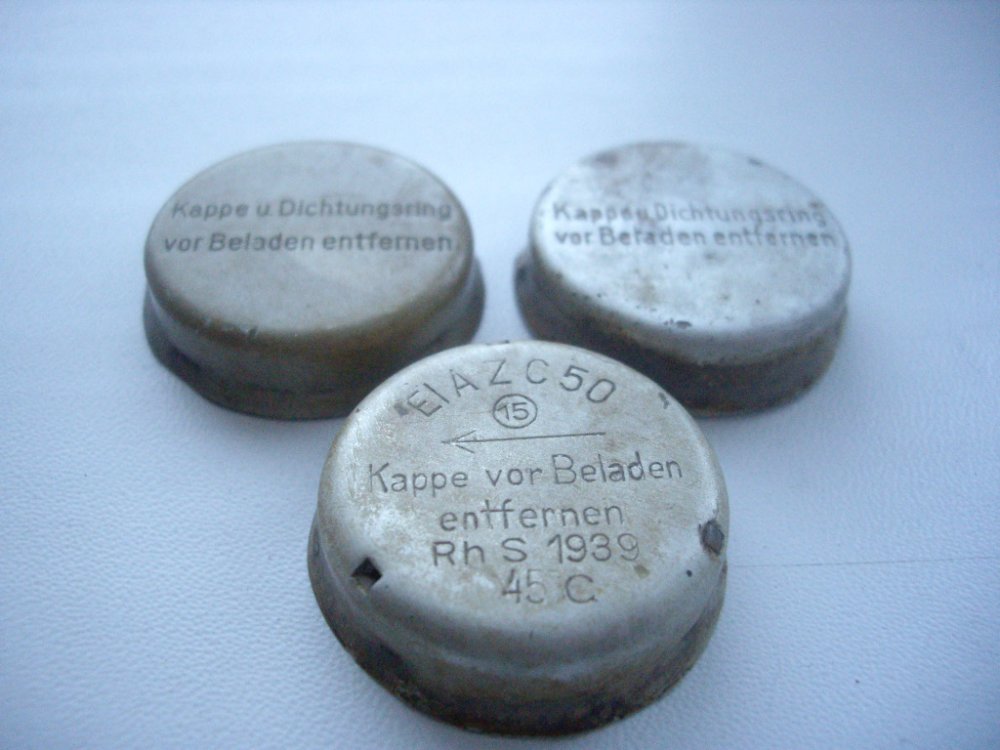 Kappe u. Dichtungsring
vor Beladen entfernen.
Kappe u. Dichtungsring
vor Beladen entfernen.
ElAZ C 50
15
Kappe vor Beladen
entfernen
Rh S 1939
45 C